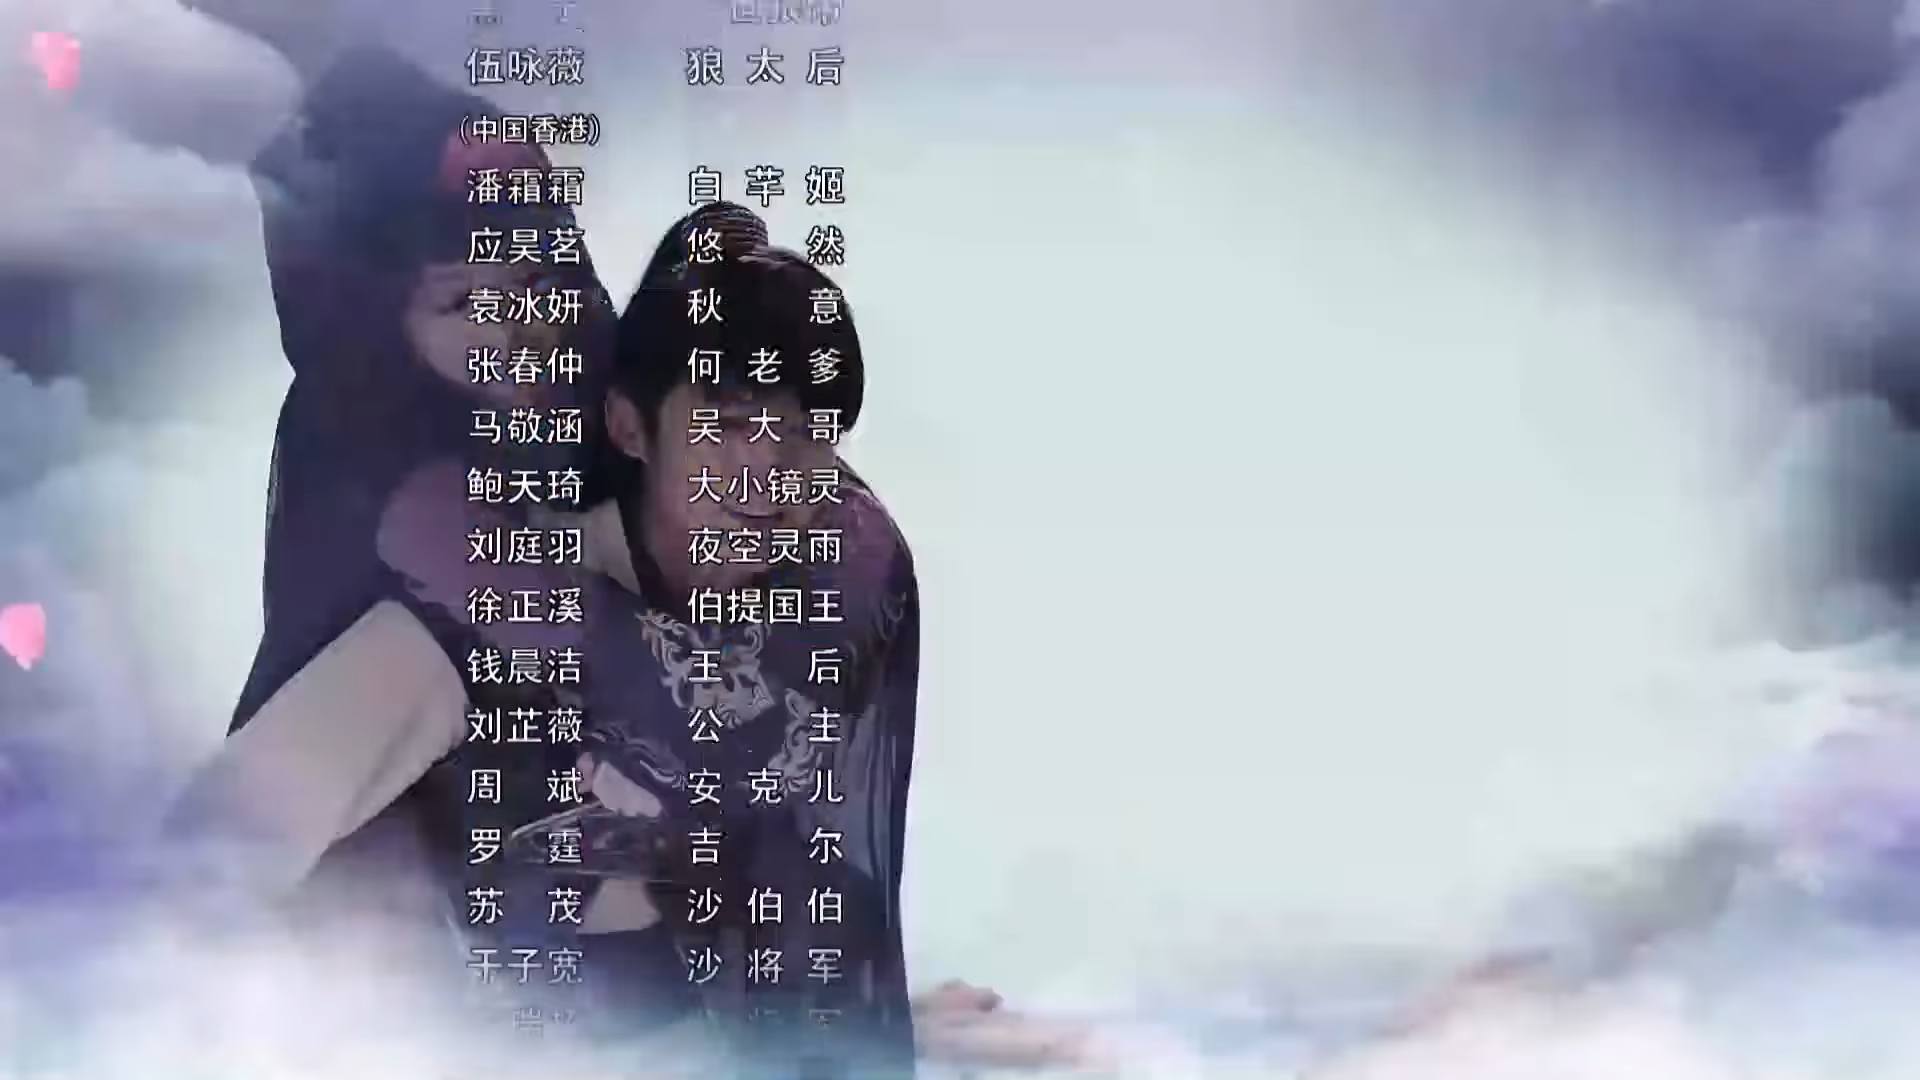 伍咏薇 狼太后
(中国香港)
潘霜霜 白芊姬
应昊茗 悠然
袁冰妍 秋意
张春仲 何老爹
马敬涵 吴大哥
鲍天琦 大小镜灵
刘庭羽 夜空灵雨
徐正溪 伯提国王
钱晨洁 王后
刘芷薇 公主
周斌 安克儿
罗霆 吉尔
苏茂 沙伯伯
于子宽 沙将军